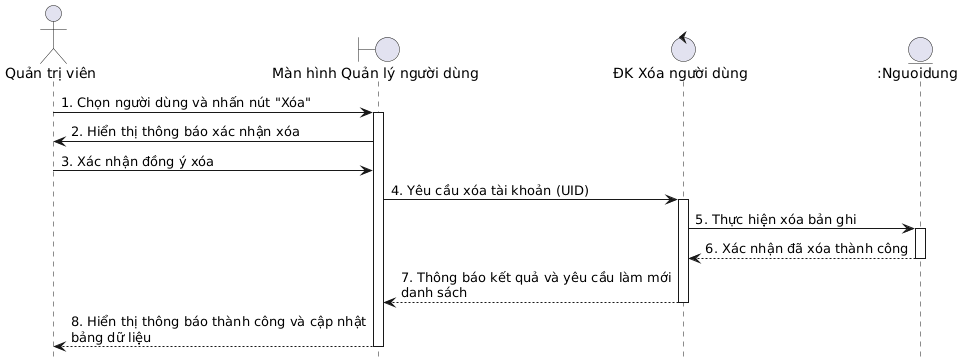 Quản trị viên
Màn hình Quản lý người dùng
ĐK Xóa người dùng
:Nguoidung
1. Chọn người dùng và nhấn nút "Xóa"
2. Hiển thị thông báo xác nhận xóa
3. Xác nhận đồng ý xóa
4. Yêu cầu xóa tài khoản (UID)
5. Thực hiện xóa bản ghi
6. Xác nhận đã xóa thành công
7. Thông báo kết quả và yêu cầu làm mới
danh sách
8. Hiển thị thông báo thành công và cập nhật
bảng dữ liệu